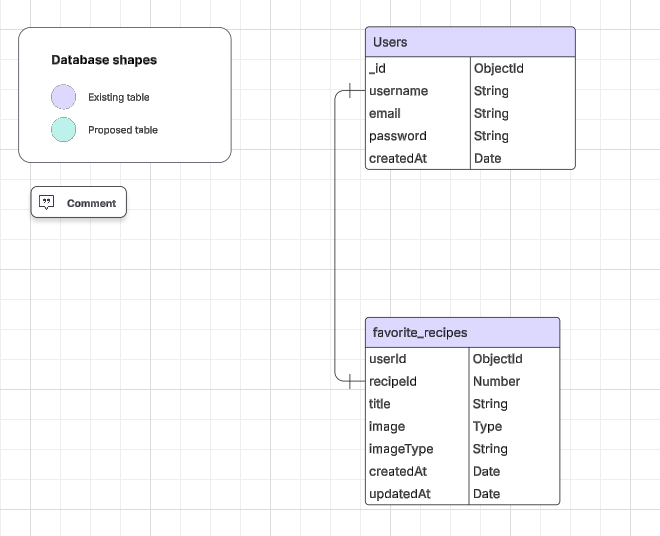 Database shapes
Existing table
Proposed table
Comment
Users
_id ObjectId
username String
email String
password String
createdAt Date
favorite_recipes
userId ObjectId
recipeId Number
title String
image Type
imageType String
createdAt Date
updatedAt Date